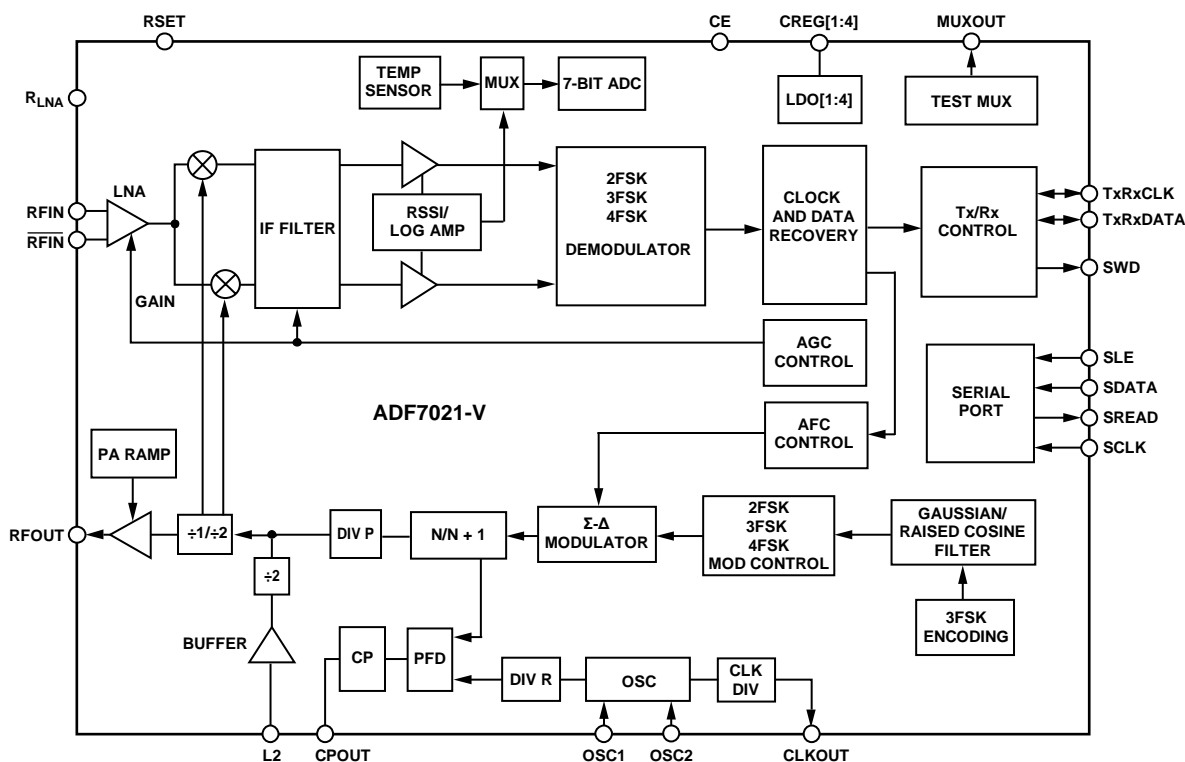 RSET
CE
CREG[1:4]
MUXOUT
TEMP
SENSOR
MUX
7-BIT ADC
LDO[1:4]
TEST MUX
RLNA
LNA
RFIN
RFIN
GAIN
IF FILTER
RSSI/
LOG AMP
2FSK
3FSK
4FSK
DEMODULATOR
CLOCK
AND DATA
RECOVERY
Tx/Rx
CONTROL
TxRxCLK
TxRxDATA
SWD
AGC
CONTROL
SERIAL
PORT
SLE
SDATA
SREAD
SCLK
ADF7021-V
AFC
CONTROL
PA RAMP
RFOUT
÷1/÷2
DIV P
N/N + 1
Σ-Δ
MODULATOR
2FSK
3FSK
4FSK
MOD CONTROL
GAUSSIAN/
RAISED COSINE
FILTER
÷2
3FSK
ENCODING
BUFFER
CP
PFD
DIV R
OSC
CLK
DIV
L2
CPOUT
OSC1
OSC2
CLKOUT